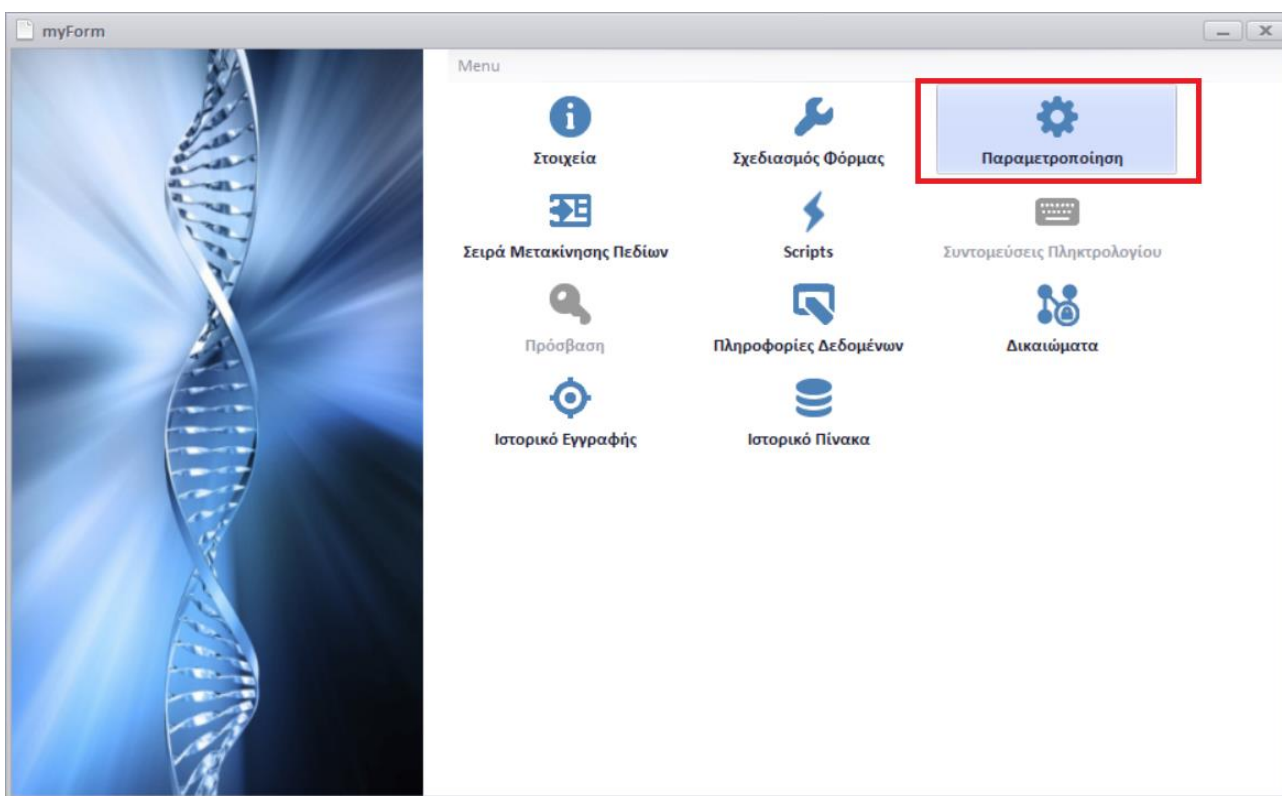 myForm
Menu
Στοιχεία
Σχεδιασμός Φόρμας
Παραμετροποίηση
Σειρά Μετακίνησης Πεδίων
Scripts
Συντομεύσεις Πληκτρολογίου
Πρόσβαση
Πληροφορίες Δεδομένων
Δικαιώματα
Ιστορικό Εγγραφής
Ιστορικό Πίνακα